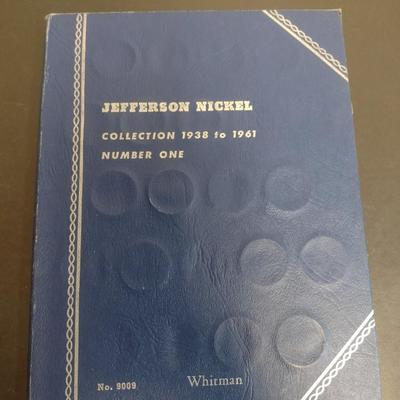 JEFFERSON NICKEL
COLLECTION 1938 to 1961
NUMBER ONE
No. 9009
Whitman